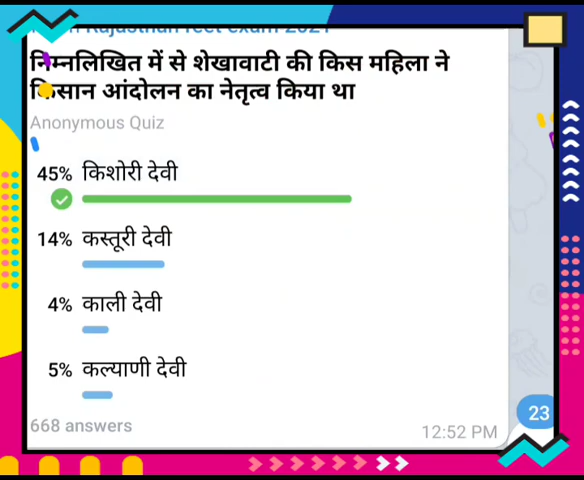 निम्नलिखित में से शेखावाटी की किस महिला ने
किसान आंदोलन का नेतृत्व किया था
Anonymous Quiz
45% किशोरी देवी
14% कस्तूरी देवी
4% काली देवी
5% कल्याणी देवी
668 answers
12:52 PM
23